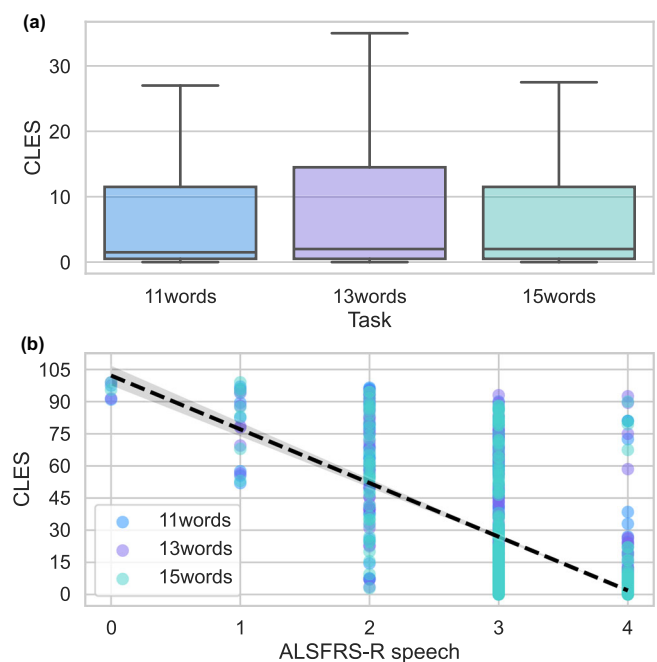 (a)
CLES
30
20
10
0
11words 13words 15words
Task
(b)
CLES
105
90
75
60
45
30
15
0
11words
13words
15words
0 1 2 3 4
ALSFRS-R speech